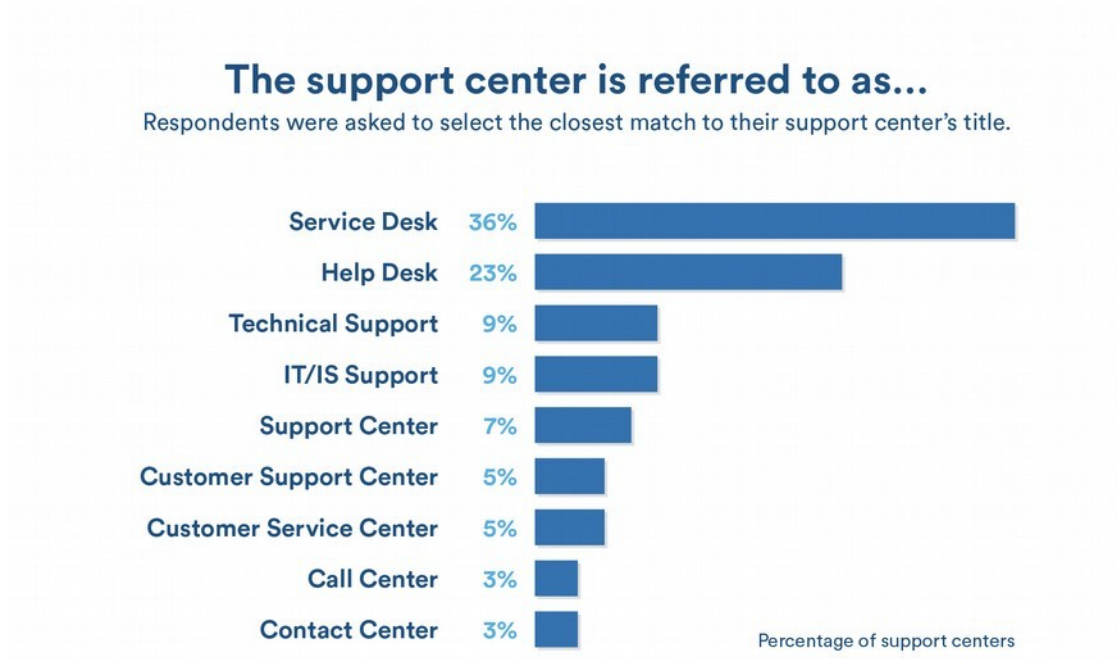 The support center is referred to as...
Respondents were asked to select the closest match to their support center’s title.
Service Desk 36%
Help Desk 23%
Technical Support 9%
IT/IS Support 9%
Support Center 7%
Customer Support Center 5%
Customer Service Center 5%
Call Center 3%
Contact Center 3%
Percentage of support centers